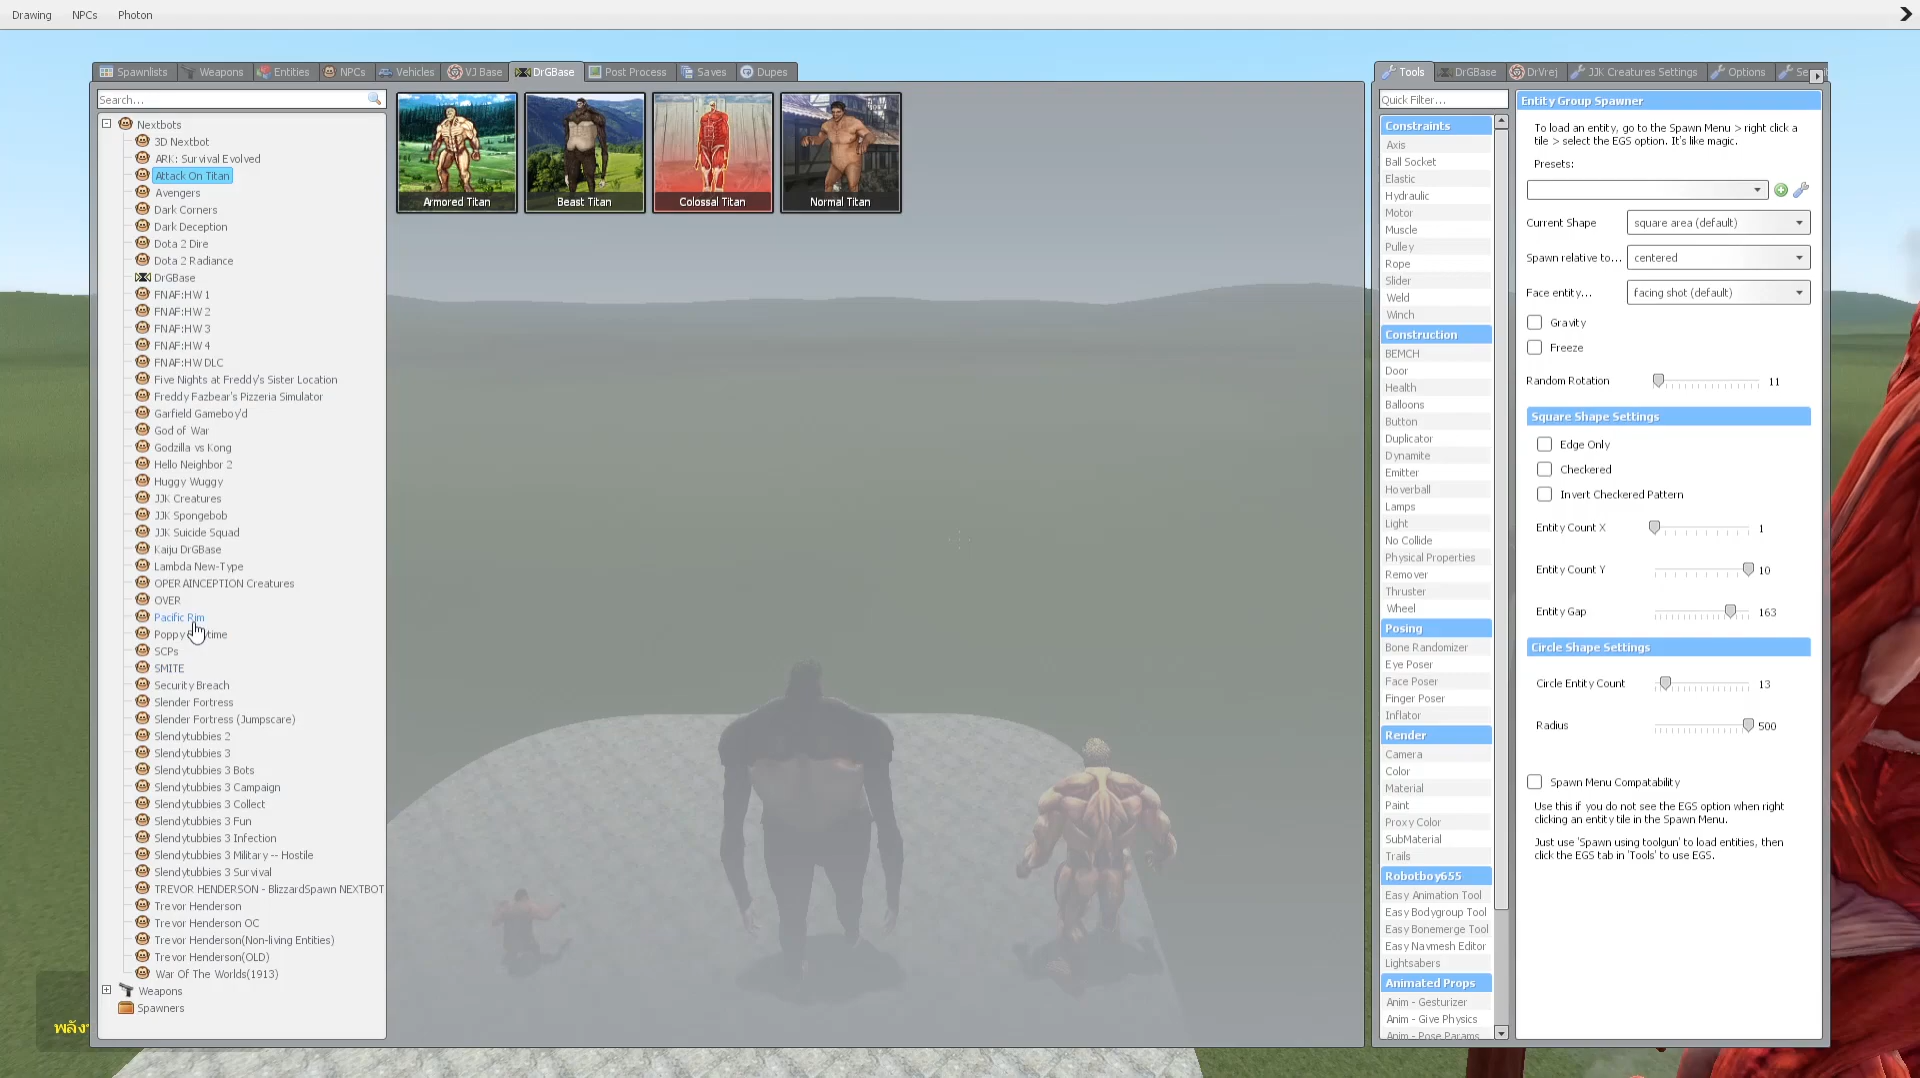 Drawing NPCs Photon
Spawnlists Weapons Entities NPCs Vehicles VJ Base DrGBase Post Process Saves Dupes
Search...
Nextbots
3D Nextbot
ARK: Survival Evolved
Attack On Titan
Avengers
Dark Corners
Dark Deception
Dota 2 Dire
Dota 2 Radiance
DrGBase
FNAF:HW 1
FNAF:HW 2
FNAF:HW 3
FNAF:HW 4
FNAF:HW DLC
Five Nights at Freddy's Sister Location
Freddy Fazbear's Pizzeria Simulator
Garfield Gameboy'd
God of War
Godzilla vs Kong
Hello Neighbor 2
Huggy Wuggy
JJK Creatures
JJK Spongebob
JJK Suicide Squad
Kaiju DrGBase
Lambda New-Type
OPERAINCEPTION Creatures
OVER
Pacific Rim
Poppy time
SCPs
SMITE
Security Breach
Slender Fortress
Slender Fortress (Jumpscare)
Slendytubbies 2
Slendytubbies 3
Slendytubbies 3 Bots
Slendytubbies 3 Campaign
Slendytubbies 3 Collect
Slendytubbies 3 Fun
Slendytubbies 3 Infection
Slendytubbies 3 Military -- Hostile
Slendytubbies 3 Survival
TREVOR HENDERSON - BlizzardSpawn NEXTBOT
Trevor Henderson
Trevor Henderson OC
Trevor Henderson(Non-living Entities)
Trevor Henderson(OLD)
War Of The Worlds(1913)
Weapons
Spawners
พลัง
Armored Titan Beast Titan Colossal Titan Normal Titan
Tools DrGBase DrVrej JJK Creatures Settings Options
Quick Filter...
Constraints
Axis
Ball Socket
Elastic
Hydraulic
Motor
Muscle
Pulley
Rope
Slider
Weld
Winch
Construction
BEMCH
Door
Health
Balloons
Button
Duplicator
Dynamite
Emitter
Hoverball
Lamps
Light
No Collide
Physical Properties
Remover
Thruster
Wheel
Posing
Bone Randomizer
Eye Poser
Face Poser
Finger Poser
Inflator
Render
Camera
Color
Material
Paint
Proxy Color
SubMaterial
Trails
Robotboy655
Easy Animation Tool
Easy Bodygroup Tool
Easy Bonemerge Tool
Easy Navmesh Editor
Lightsabers
Animated Props
Anim - Gesturizer
Anim - Give Physics
Anim - Pose Params
Entity Group Spawner
To load an entity, go to the Spawn Menu > right click a
tile > select the EGS option. It's like magic.
Presets:
Current Shape square area (default)
Spawn relative to... centered
Face entity... facing shot (default)
Gravity
Freeze
Random Rotation 11
Square Shape Settings
Edge Only
Checkered
Invert Checkered Pattern
Entity Count X 1
Entity Count Y 10
Entity Gap 163
Circle Shape Settings
Circle Entity Count 13
Radius 500
Spawn Menu Compatability
Use this if you do not see the EGS option when right
clicking an entity tile in the Spawn Menu.
Just use 'Spawn using toolgun' to load entities, then
click the EGS tab in 'Tools' to use EGS.